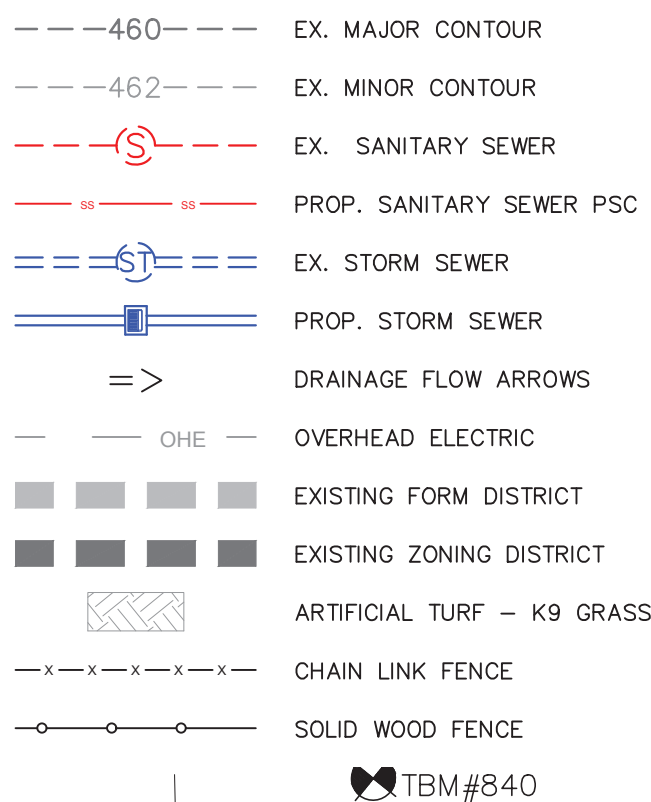 460 EX. MAJOR CONTOUR
462 EX. MINOR CONTOUR
S EX. SANITARY SEWER
SS SS PROP. SANITARY SEWER PSC
ST EX. STORM SEWER
PROP. STORM SEWER
=> DRAINAGE FLOW ARROWS
OHE OVERHEAD ELECTRIC
EXISTING FORM DISTRICT
EXISTING ZONING DISTRICT
ARTIFICIAL TURF – K9 GRASS
x x x x x CHAIN LINK FENCE
SOLID WOOD FENCE
TBM#840